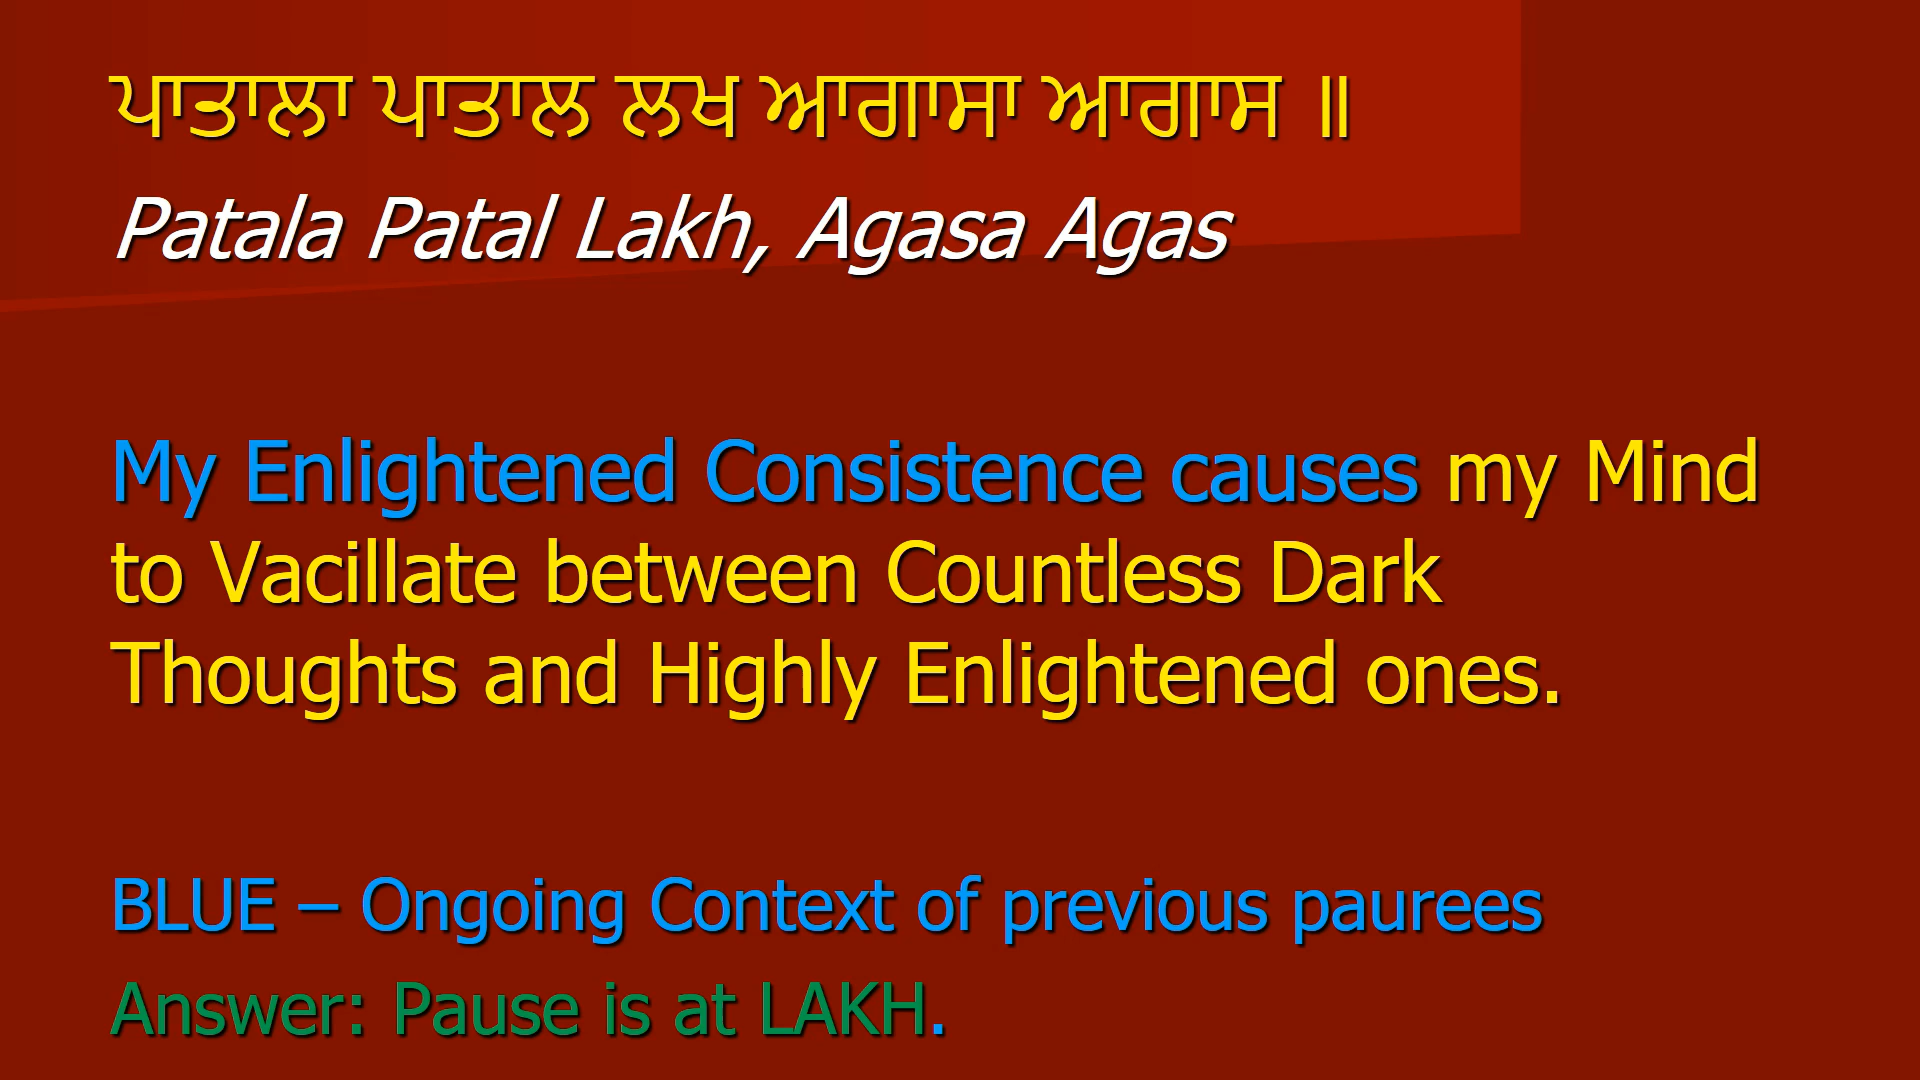 ਪਾਤਾਲਾ ਪਾਤਾਲ ਲਖ ਆਗਾਸਾ ਆਗਾਸ ॥
Patala Patal Lakh, Agasa Agas
My Enlightened Consistence causes my Mind
to Vacillate between Countless Dark
Thoughts and Highly Enlightened ones.
BLUE – Ongoing Context of previous paurees
Answer: Pause is at LAKH.